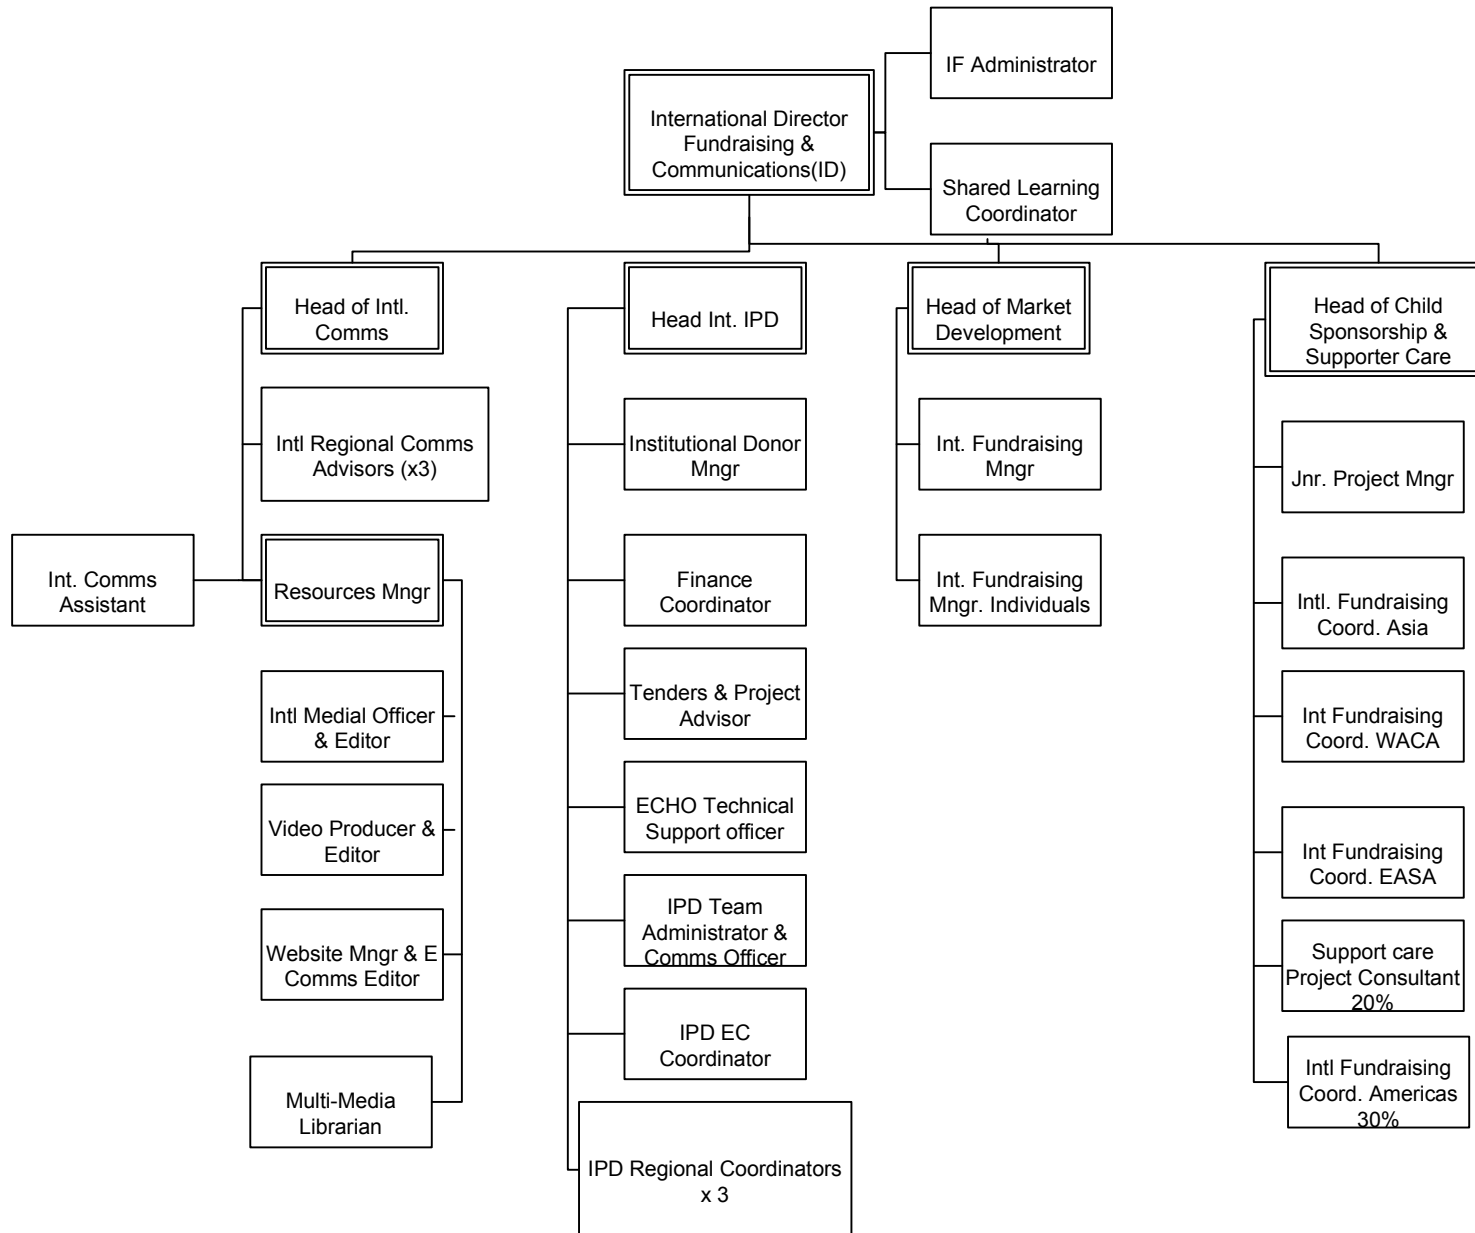 IF Administrator
International Director
Fundraising &
Communications(ID)
Shared Learning
Coordinator
Head of Intl.
Comms
Head Int. IPD
Head of Market
Development
Head of Child
Sponsorship &
Supporter Care
Intl Regional Comms
Advisors (x3)
Institutional Donor
Mngr
Int. Fundraising
Mngr
Jnr. Project Mngr
Int. Comms
Assistant
Resources Mngr
Finance
Coordinator
Int. Fundraising
Mngr. Individuals
Intl. Fundraising
Coord. Asia
Intl Medial Officer
& Editor
Tenders & Project
Advisor
Int Fundraising
Coord. WACA
Video Producer &
Editor
ECHO Technical
Support officer
Int Fundraising
Coord. EASA
Website Mngr & E
Comms Editor
IPD Team
Administrator &
Comms Officer
Support care
Project Consultant
20%
IPD EC
Coordinator
Multi-Media
Librarian
Intl Fundraising
Coord. Americas
30%
IPD Regional Coordinators
x 3